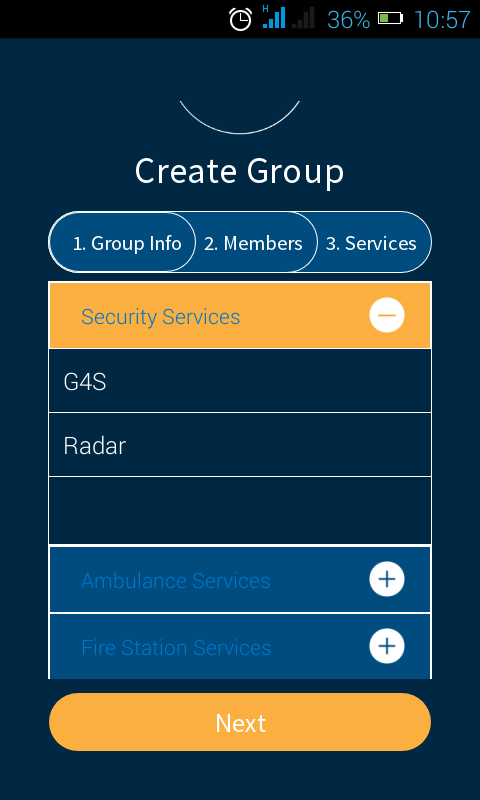 H 36% 10:57
Create Group
1. Group Info 2. Members 3. Services
Security Services
G4S
Radar
Ambulance Services
Fire Station Services
Next